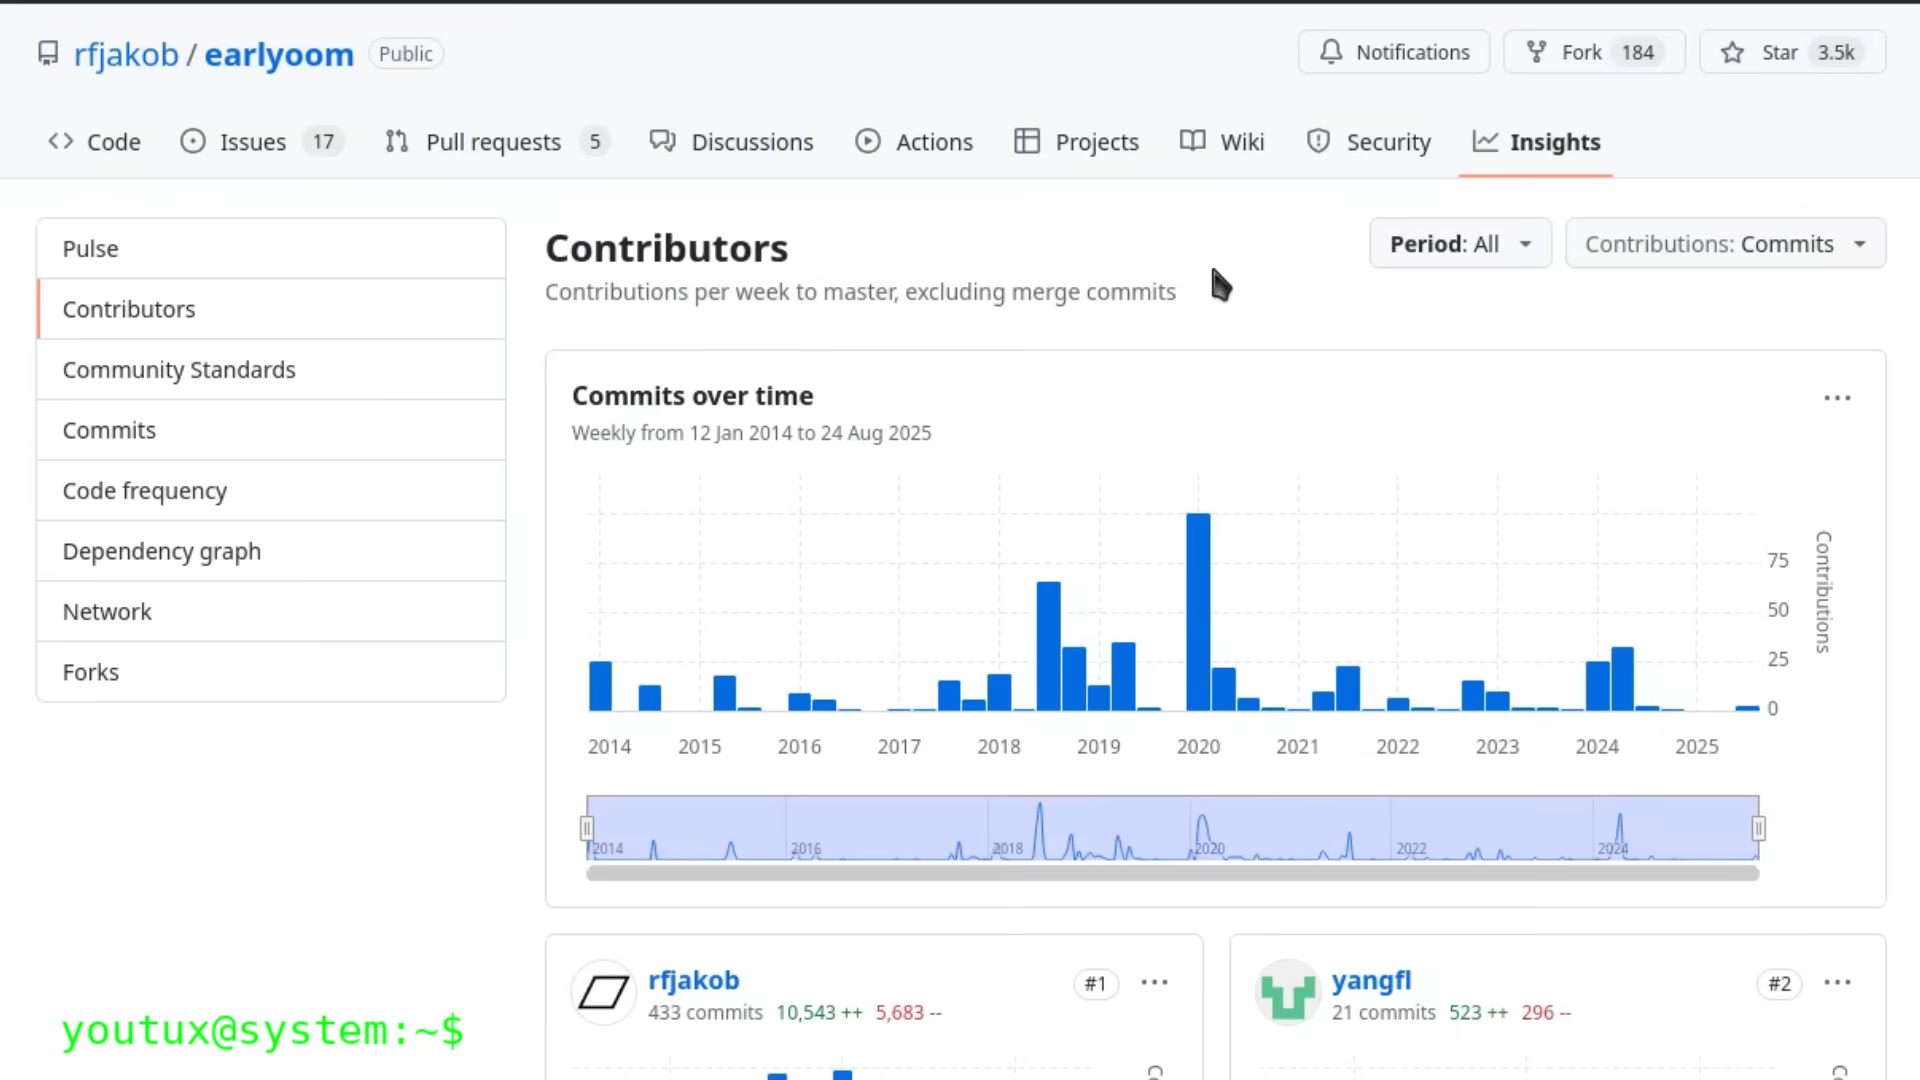 rfjakob / earlyoom Public
Notifications Fork 184 Star 3.5k
Code Issues 17 Pull requests 5 Discussions Actions Projects Wiki Security Insights
Pulse
Contributors
Community Standards
Commits
Code frequency
Dependency graph
Network
Forks
Contributors
Contributions per week to master, excluding merge commits
Period: All
Contributions: Commits
Commits over time
Weekly from 12 Jan 2014 to 24 Aug 2025
75
50
25
0
Contributions
2014 2015 2016 2017 2018 2019 2020 2021 2022 2023 2024 2025
2014 2016 2018 2020 2022 2024
rfjakob #1
433 commits 10,543 ++ 5,683 --
yangfl #2
21 commits 523 ++ 296 --
youtux@system:~$